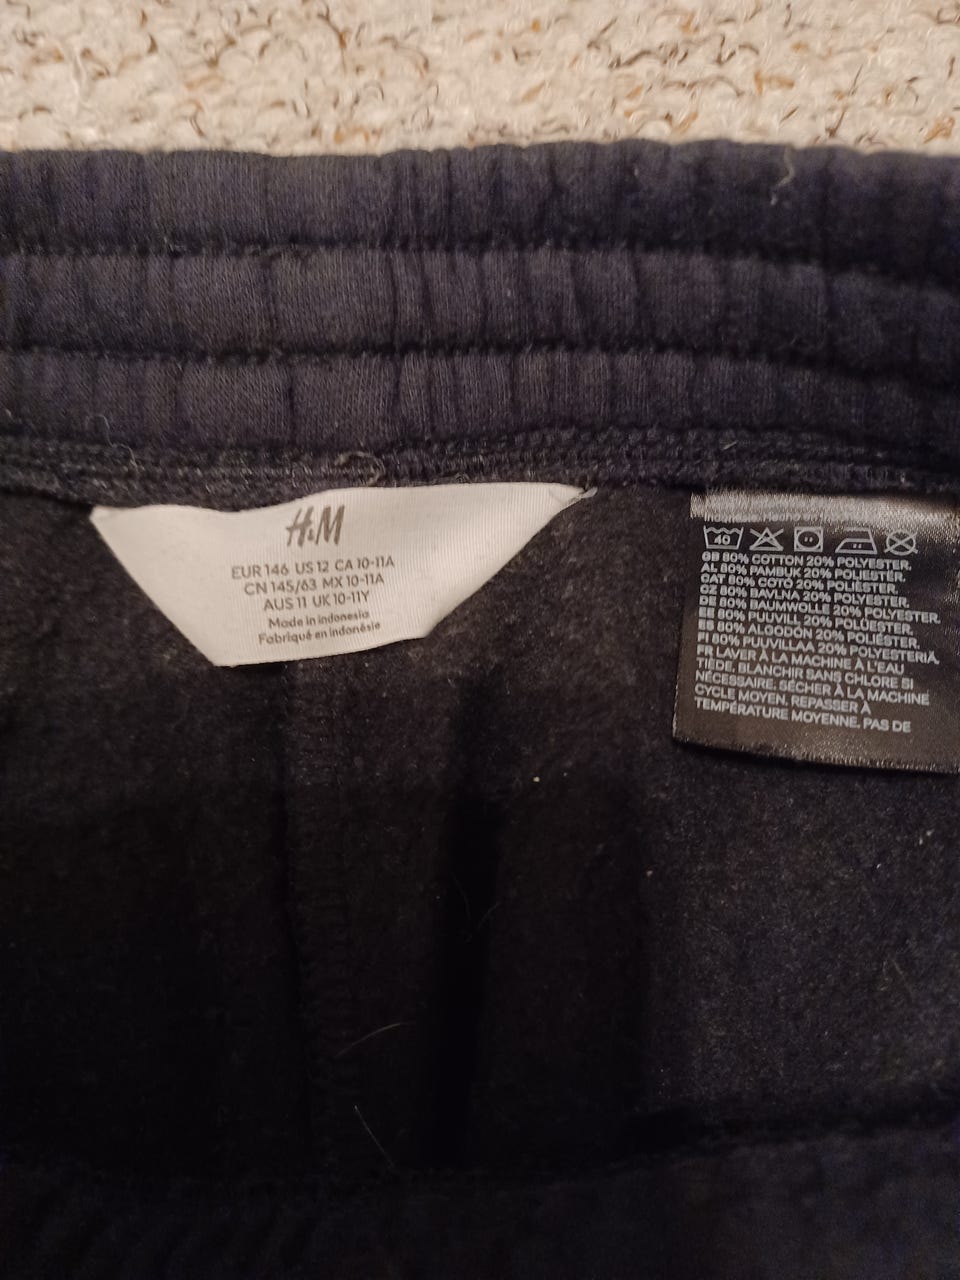 H&M
EUR 146 US 12 CA 10-11A
CN 145/63 MX 10-11A
AUS 11 UK 10-11Y
Made in indonesia
Fabriqué en indonésie
40
GB 80% COTTON 20% POLYESTER.
AL 80% PAMBUK 20% POLIESTËR.
CAT 80% COTÓ 20% POLIÈSTER.
CZ 80% BAVLNA 20% POLYESTER.
DE 80% BAUMWOLLE 20% POLYESTER.
EE 80% PUUVILL 20% POLÜESTER.
ES 80% ALGODÓN 20% POLIÉSTER.
FI 80% PUUVILLAA 20% POLYESTERIÄ.
FR LAVER À LA MACHINE À L'EAU
TIÈDE. BLANCHIR SANS CHLORE SI
NÉCESSAIRE. SÉCHER À LA MACHINE
CYCLE MOYEN. REPASSER À
TEMPÉRATURE MOYENNE. PAS DE